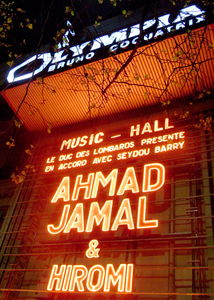 OLYMPIA
BRUNO COQUATRIX
MUSIC - HALL
LE DUC DES LOMBARDS PRESENTE
EN ACCORD AVEC SEYDOU BARRY
AHMAD
JAMAL
&
HIROMI